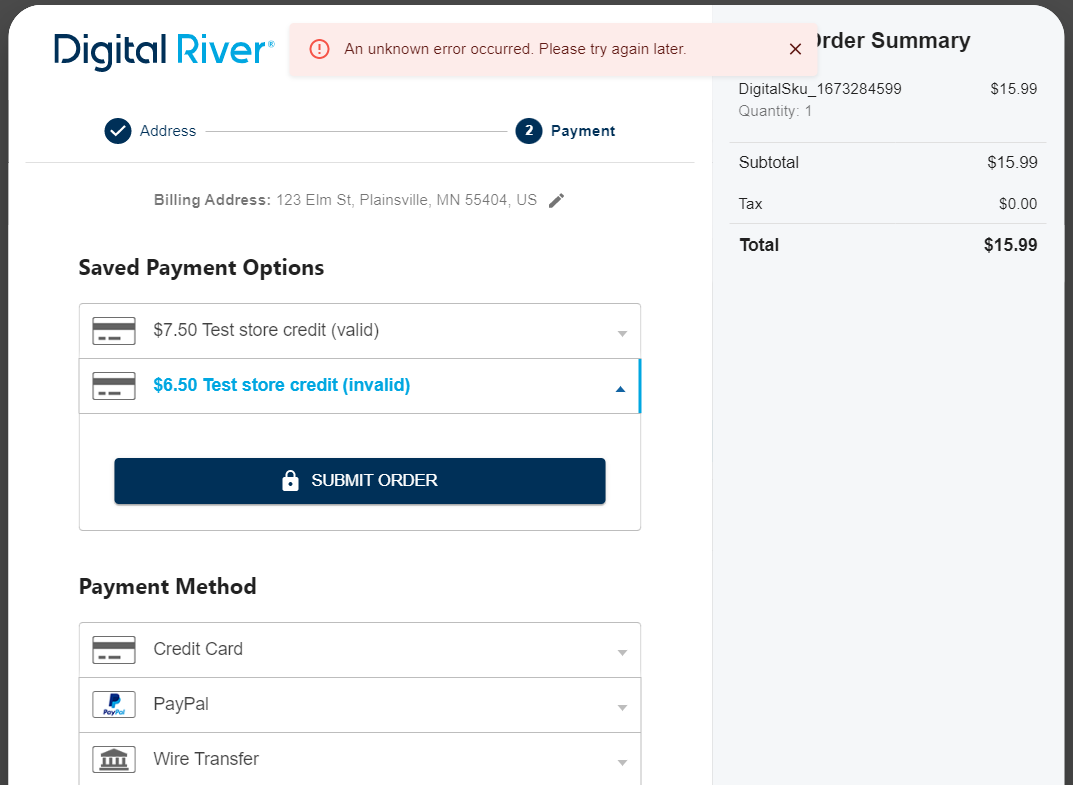 Digital River®
An unknown error occurred. Please try again later.
Address
2 Payment
Billing Address: 123 Elm St, Plainsville, MN 55404, US
Saved Payment Options
$7.50 Test store credit (valid)
$6.50 Test store credit (invalid)
SUBMIT ORDER
Payment Method
Credit Card
PayPal
PayPal
Wire Transfer
Order Summary
DigitalSku_1673284599 $15.99
Quantity: 1
Subtotal $15.99
Tax $0.00
Total $15.99